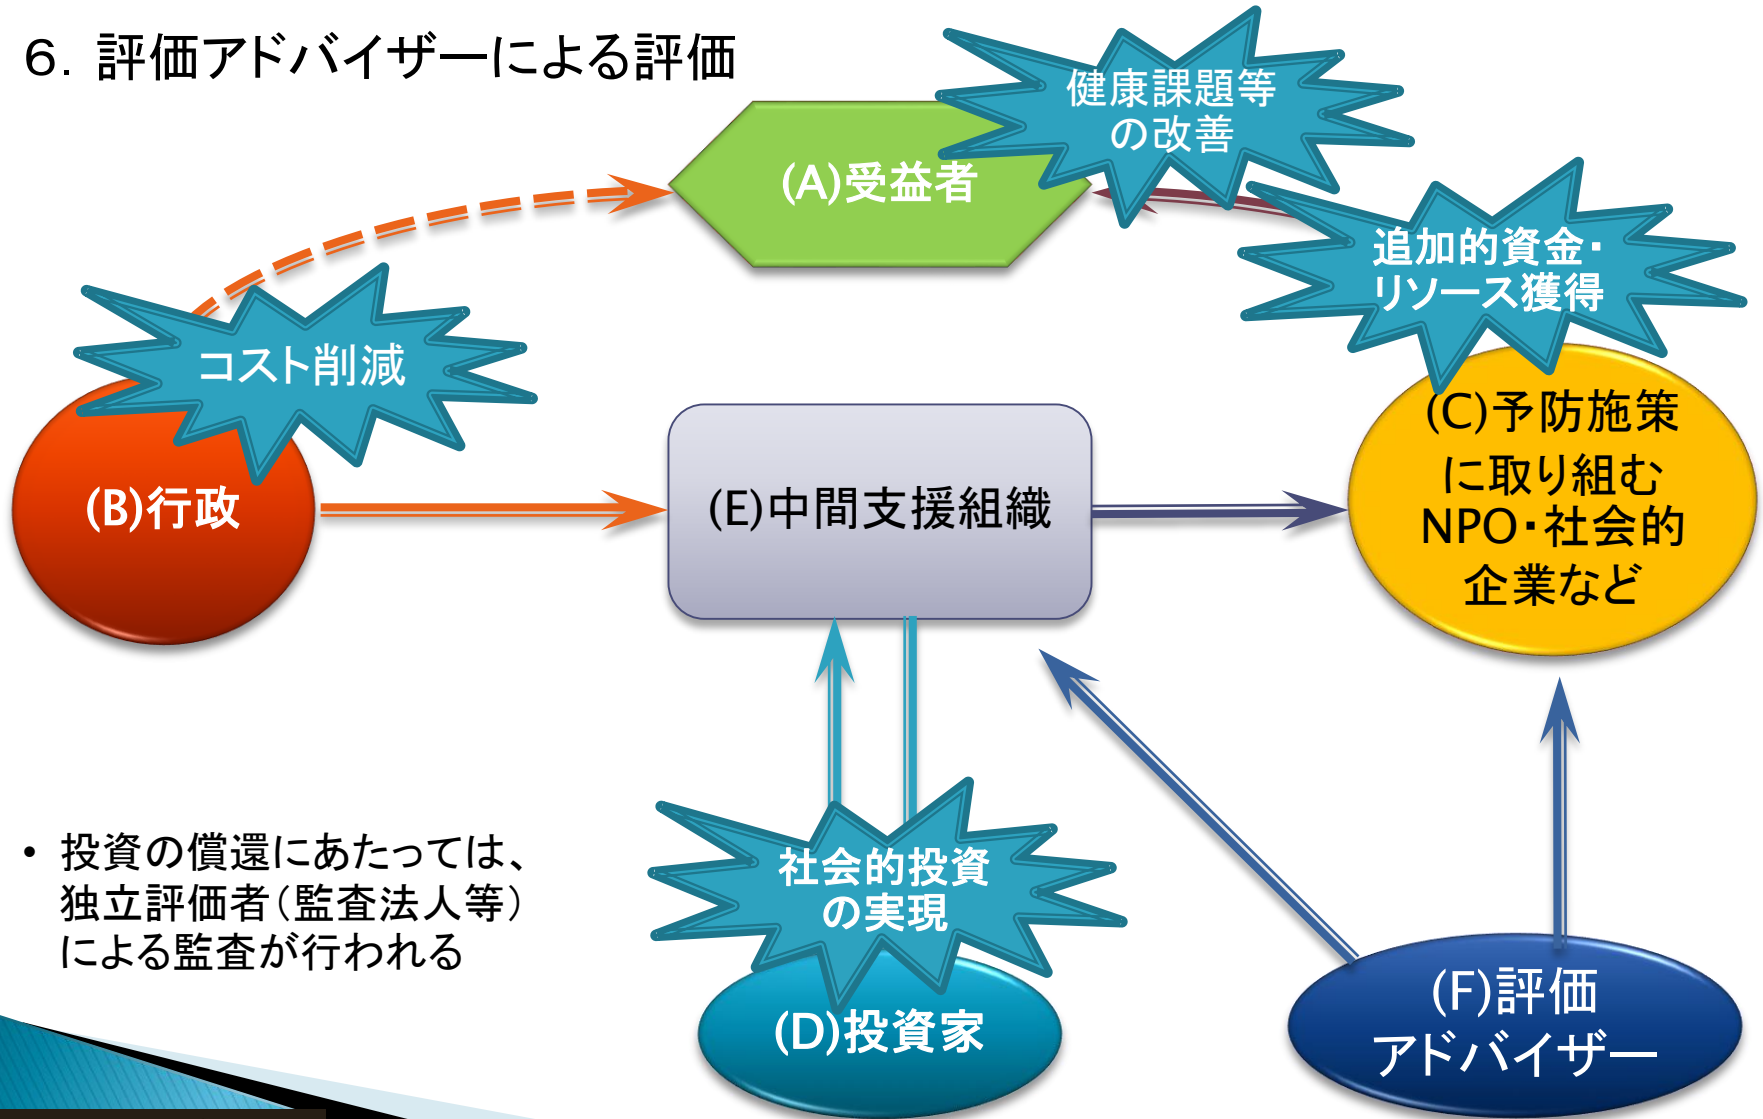 ６．評価アドバイザーによる評価
健康課題等
の改善
(A)受益者
追加的資金・
リソース獲得
コスト削減
(B)行政
(E)中間支援組織
(C)予防施策
に取り組む
NPO・社会的
企業など
• 投資の償還にあたっては、
独立評価者（監査法人等）
による監査が行われる
社会的投資
の実現
(D)投資家
(F)評価
アドバイザー